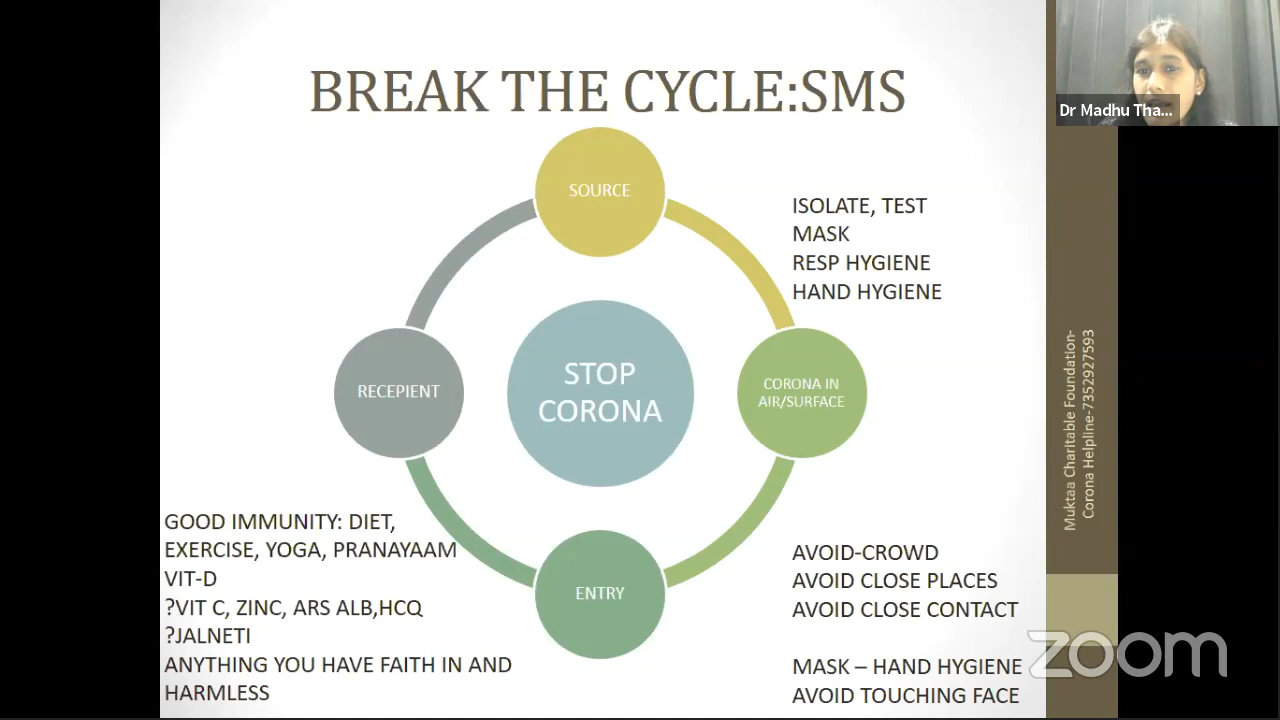 BREAK THE CYCLE:SMS
Dr Madhu Tha...
SOURCE
ISOLATE, TEST
MASK
RESP HYGIENE
HAND HYGIENE
STOP
CORONA
RECEPIENT
CORONA IN
AIR/SURFACE
GOOD IMMUNITY: DIET,
EXERCISE, YOGA, PRANAYAAM
VIT-D
?VIT C, ZINC, ARS ALB,HCQ
?JALNETI
ANYTHING YOU HAVE FAITH IN AND
HARMLESS
ENTRY
AVOID-CROWD
AVOID CLOSE PLACES
AVOID CLOSE CONTACT
MASK – HAND HYGIENE
AVOID TOUCHING FACE
Muktaa Charitable Foundation-
Corona Helpline-7352927593
zoom